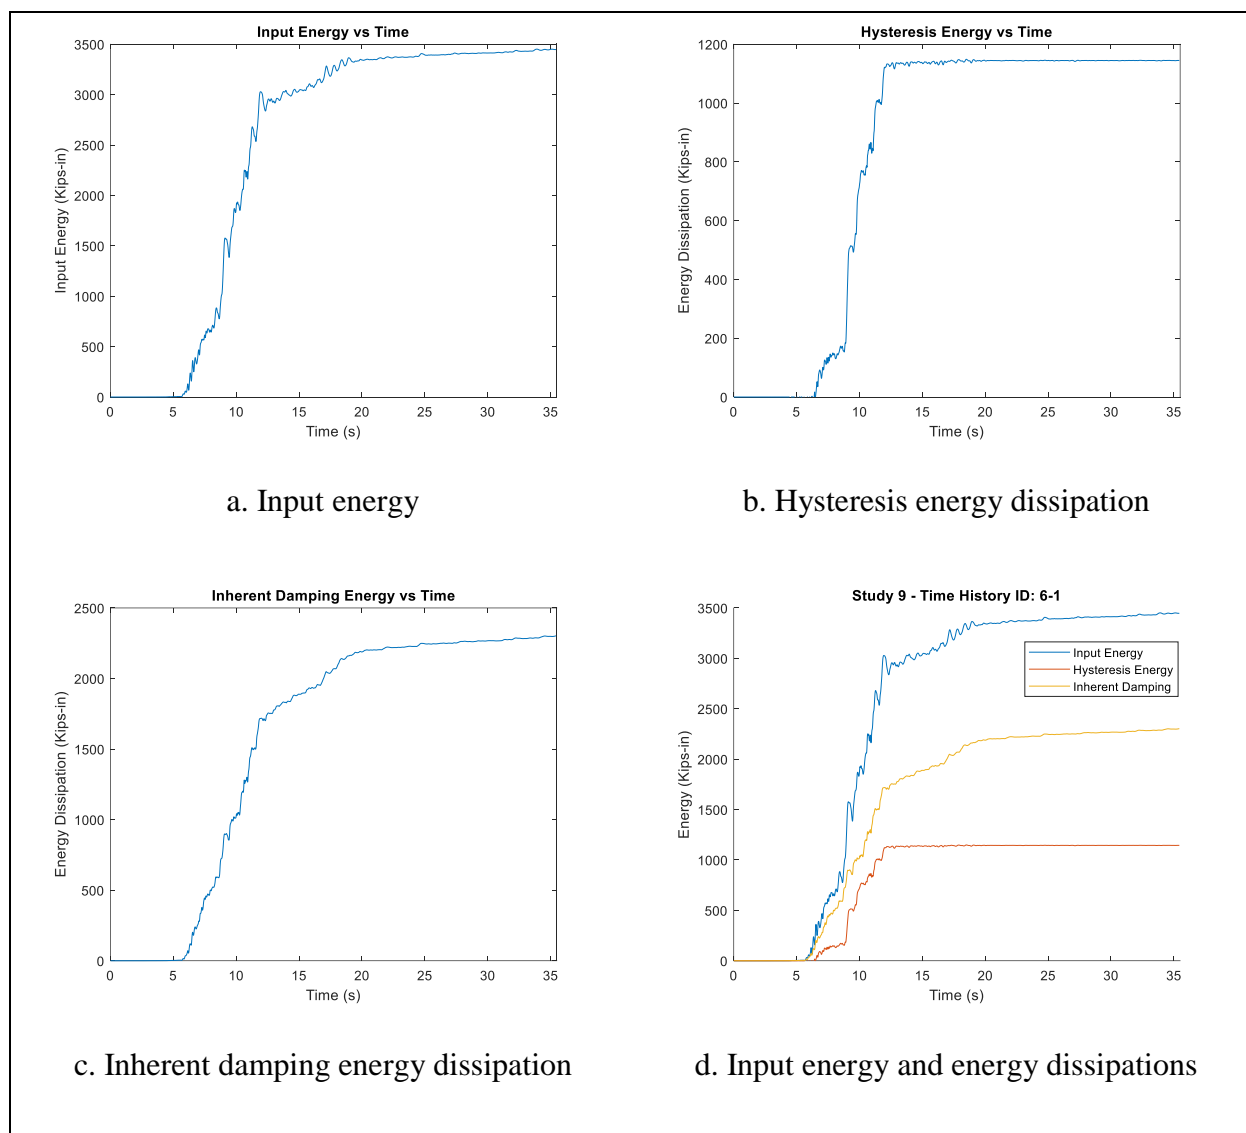 Input Energy vs Time
Input Energy (Kips-in)
3500
3000
2500
2000
1500
1000
500
0
0 5 10 15 20 25 30 35
Time (s)
a. Input energy
Hysteresis Energy vs Time
Energy Dissipation (Kips-in)
1200
1000
800
600
400
200
0
0 5 10 15 20 25 30 35
Time (s)
b. Hysteresis energy dissipation
Inherent Damping Energy vs Time
Energy Dissipation (Kips-in)
2500
2000
1500
1000
500
0
0 5 10 15 20 25 30 35
Time (s)
c. Inherent damping energy dissipation
Study 9 - Time History ID: 6-1
Energy (Kips-in)
3500
3000
2500
2000
1500
1000
500
0
Input Energy
Hysteresis Energy
Inherent Damping
0 5 10 15 20 25 30 35
Time (s)
d. Input energy and energy dissipations